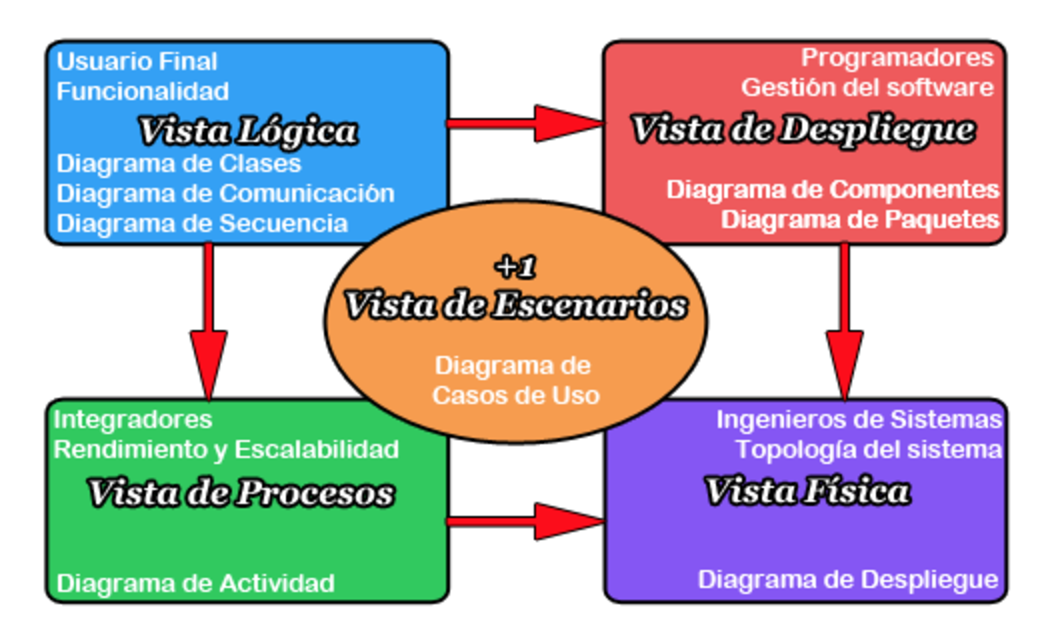 Usuario Final
Funcionalidad
Vista Lógica
Diagrama de Clases
Diagrama de Comunicación
Diagrama de Secuencia
Programadores
Gestión del software
Vista de Despliegue
Diagrama de Componentes
Diagrama de Paquetes
+1
Vista de Escenarios
Diagrama de
Casos de Uso
Integradores
Rendimiento y Escalabilidad
Vista de Procesos
Diagrama de Actividad
Ingenieros de Sistemas
Topología del sistema
Vista Física
Diagrama de Despliegue